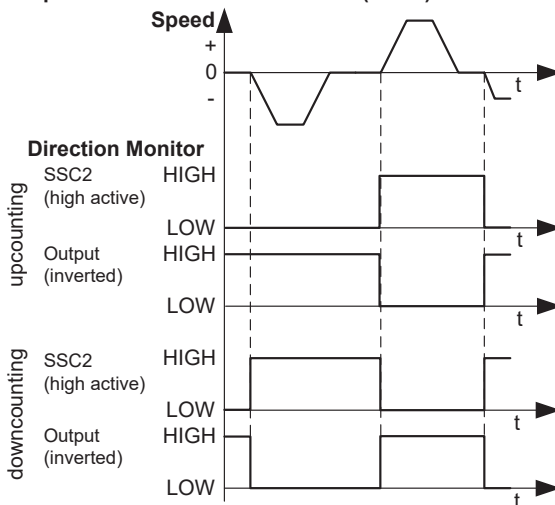 Speed
+
0
-
t
Direction Monitor
upcounting
SSC2
(high active)
HIGH
LOW
t
Output
(inverted)
HIGH
LOW
t
downcounting
SSC2
(high active)
HIGH
LOW
t
Output
(inverted)
HIGH
LOW
t